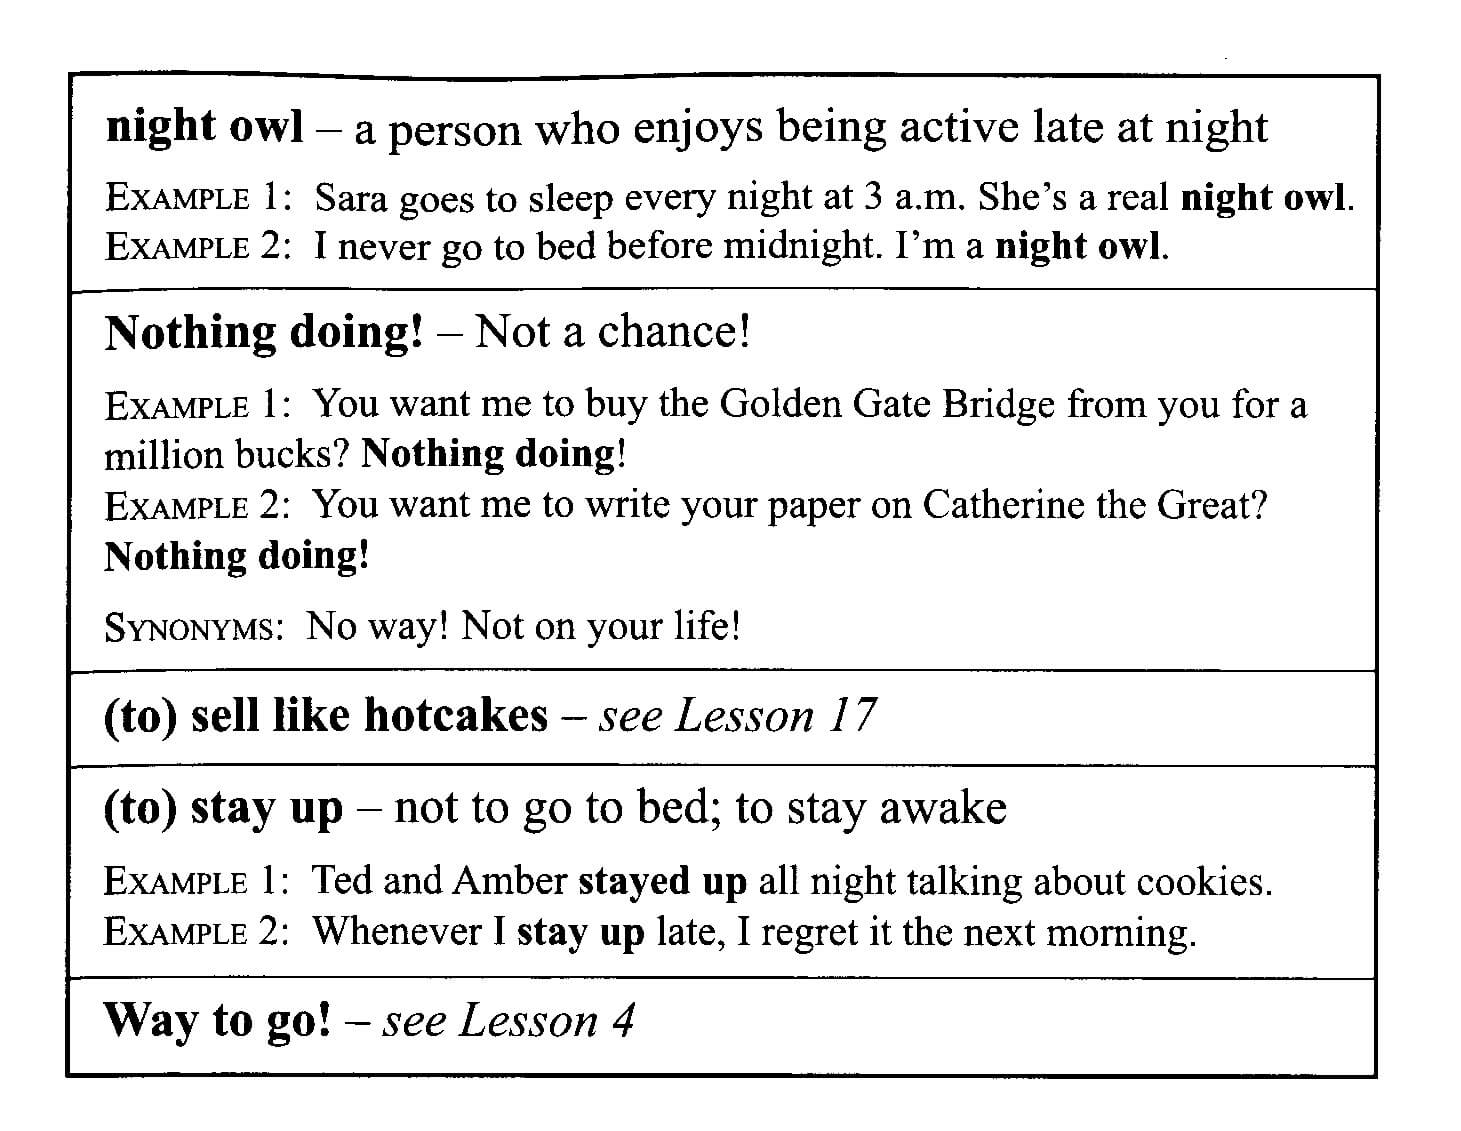 night owl – a person who enjoys being active late at night
EXAMPLE 1: Sara goes to sleep every night at 3 a.m. She's a real night owl.
EXAMPLE 2: I never go to bed before midnight. I'm a night owl.
Nothing doing! – Not a chance!
EXAMPLE 1: You want me to buy the Golden Gate Bridge from you for a
million bucks? Nothing doing!
EXAMPLE 2: You want me to write your paper on Catherine the Great?
Nothing doing!
SYNONYMS: No way! Not on your life!
(to) sell like hotcakes – see Lesson 17
(to) stay up – not to go to bed; to stay awake
EXAMPLE 1: Ted and Amber stayed up all night talking about cookies.
EXAMPLE 2: Whenever I stay up late, I regret it the next morning.
Way to go! – see Lesson 4